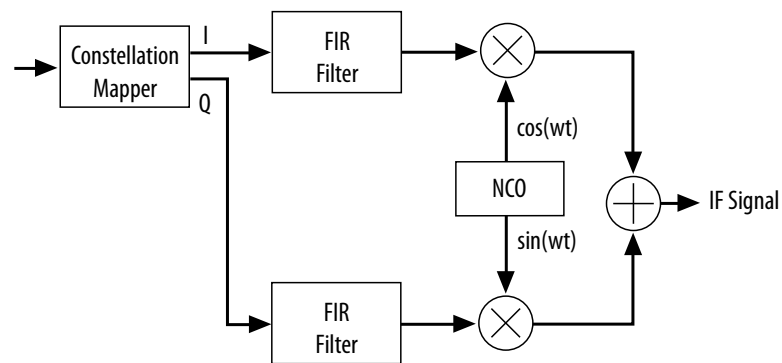 Constellation
Mapper
I
Q
FIR
Filter
cos(wt)
NCO
sin(wt)
IF Signal
FIR
Filter